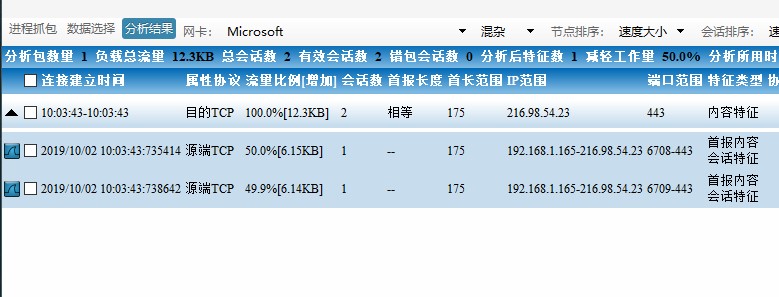 进程抓包 数据选择 分析结果 网卡: Microsoft 混杂 节点排序: 速度大小 会话排序:
分析包数量 1 负载总流量 12.3KB 总会话数 2 有效会话数 2 错包会话数 0 分析后特征数 1 减轻工作量 50.0% 分析所用时
连接建立时间 属性协议 流量比例[增加] 会话数 首报长度 首长范围 IP范围 端口范围 特征类型 协
10:03:43-10:03:43 目的TCP 100.0%[12.3KB] 2 相等 175 216.98.54.23 443 内容特征
2019/10/02 10:03:43:735414 源端TCP 50.0%[6.15KB] 1 -- 175 192.168.1.165-216.98.54.23 6708-443 首报内容
会话特征
2019/10/02 10:03:43:738642 源端TCP 49.9%[6.14KB] 1 -- 175 192.168.1.165-216.98.54.23 6709-443 首报内容
会话特征